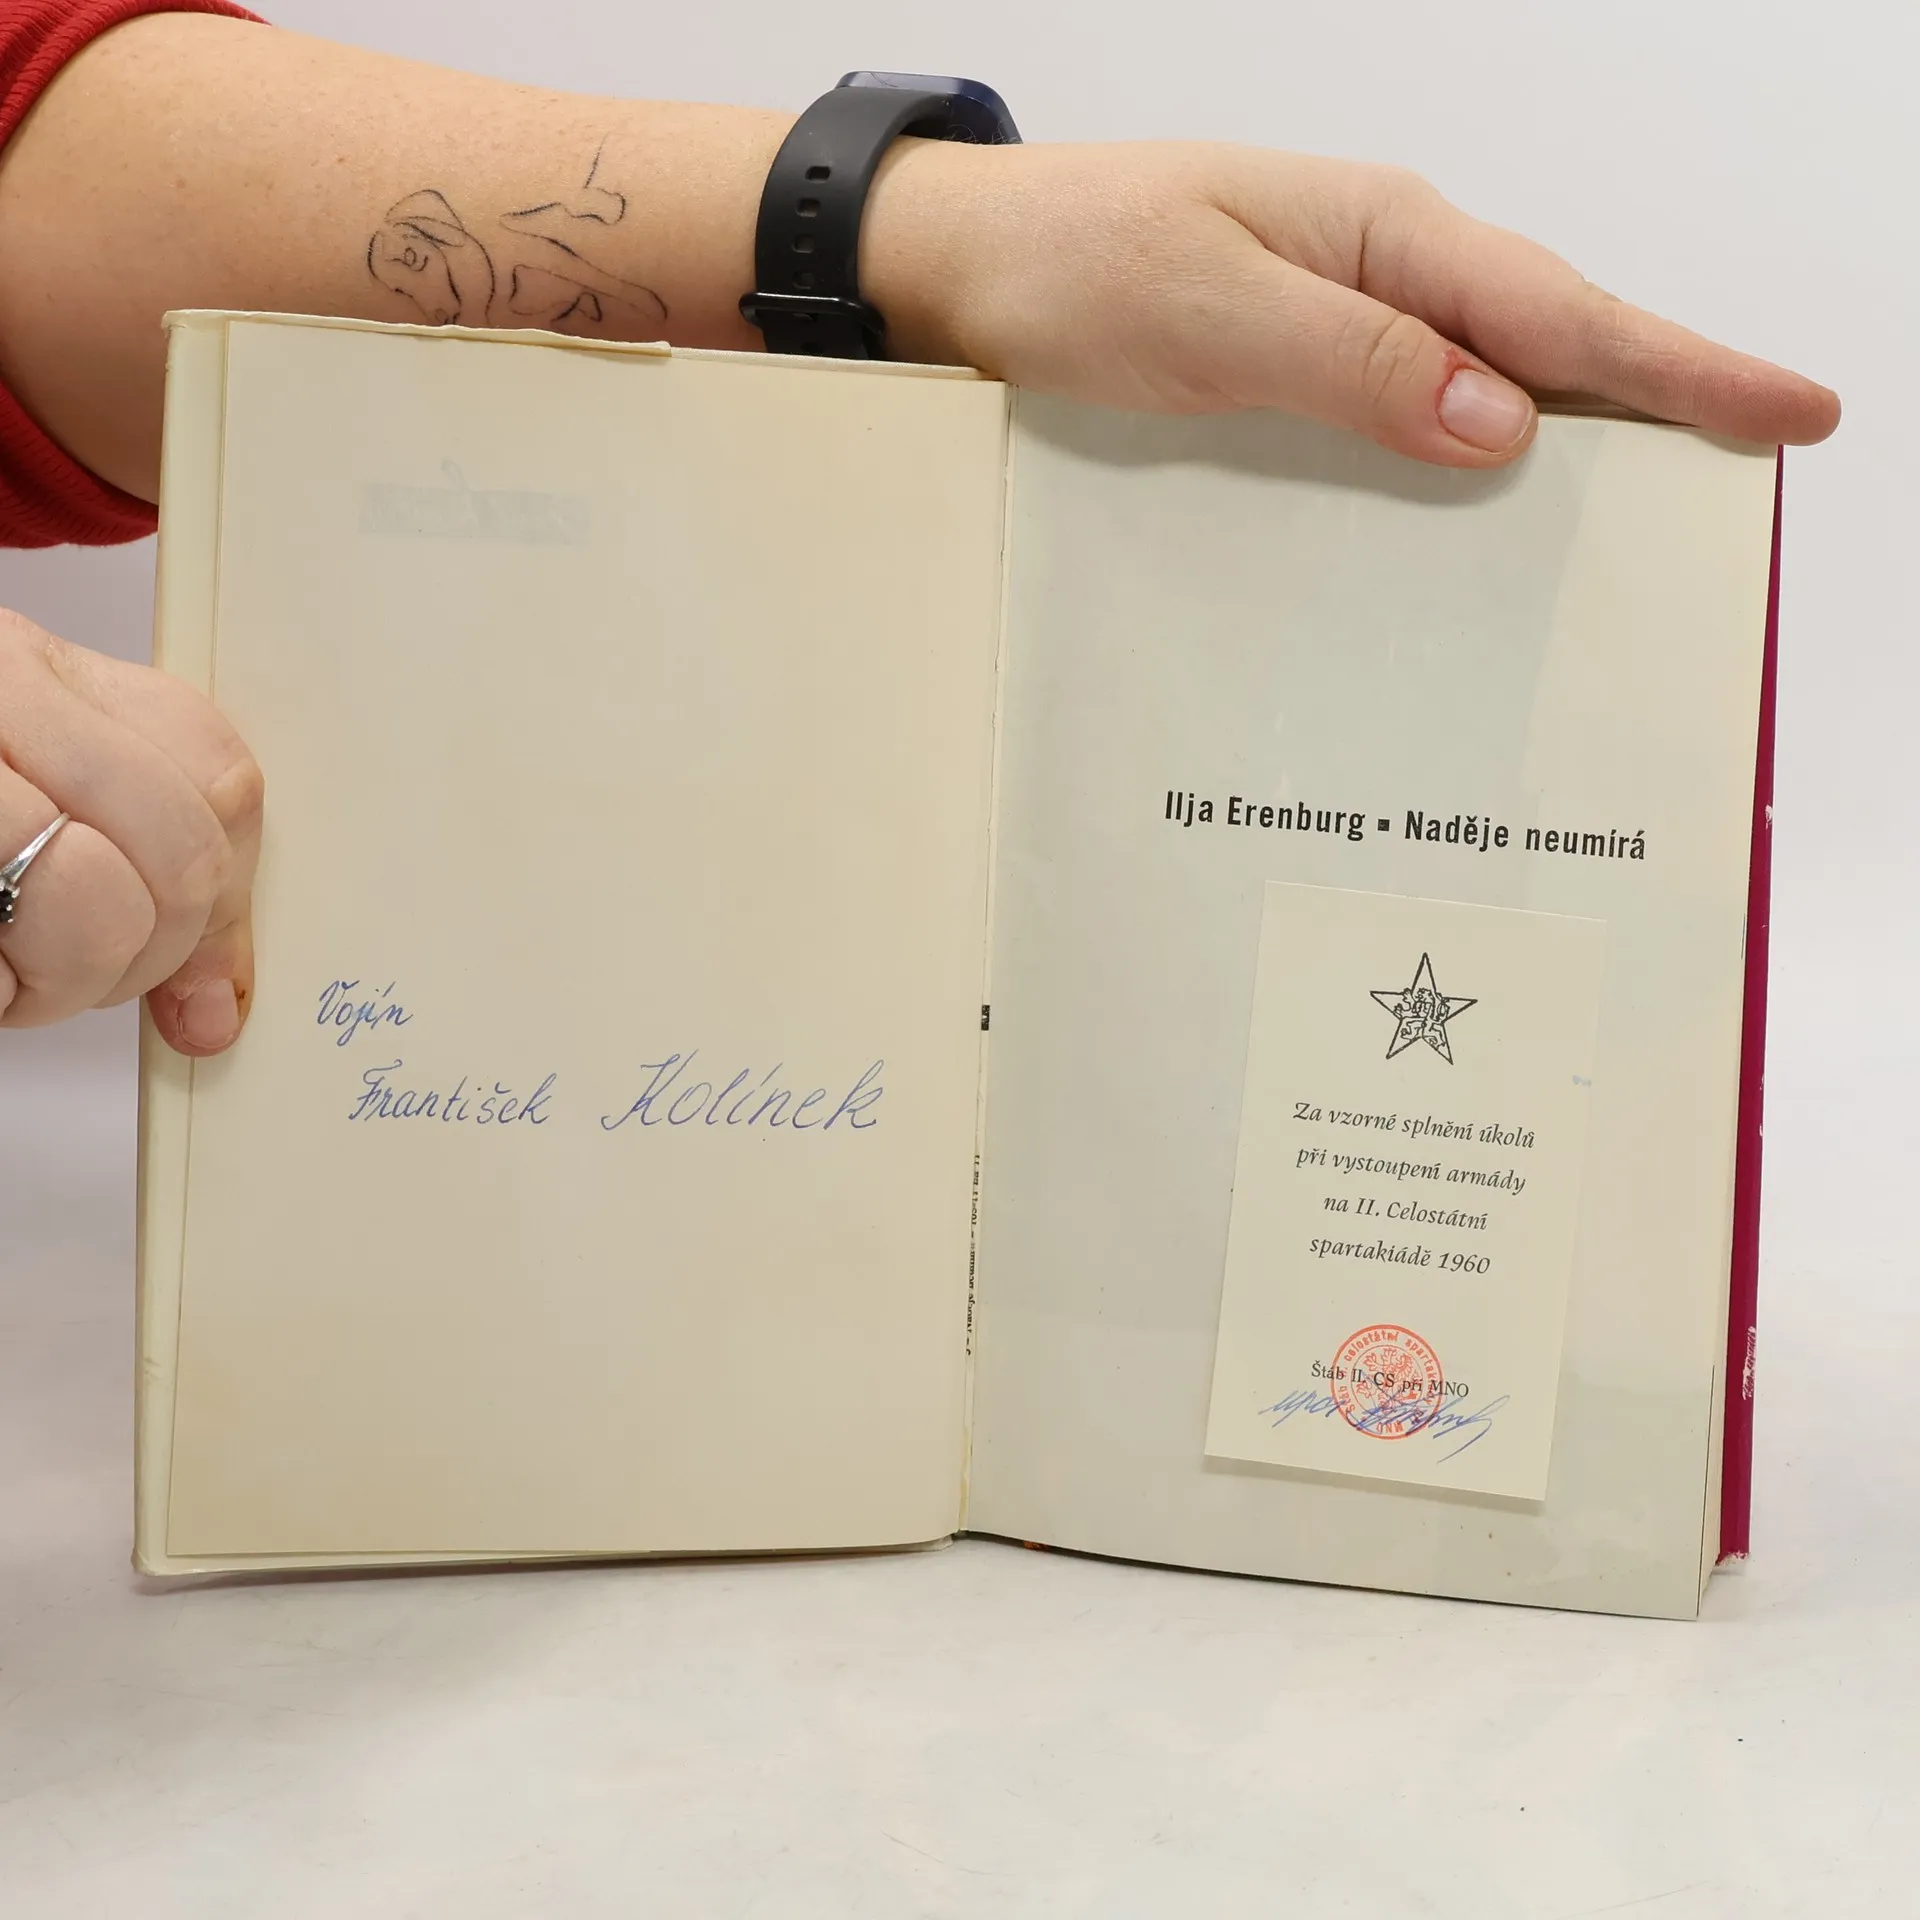 Vojín
František Kolínek
Ilja Erenburg ▪ Naděje neumírá
Za vzorné splnění úkolů
při vystoupení armády
na II. Celostátní
spartakiádě 1960
Štáb II. CS při MNO